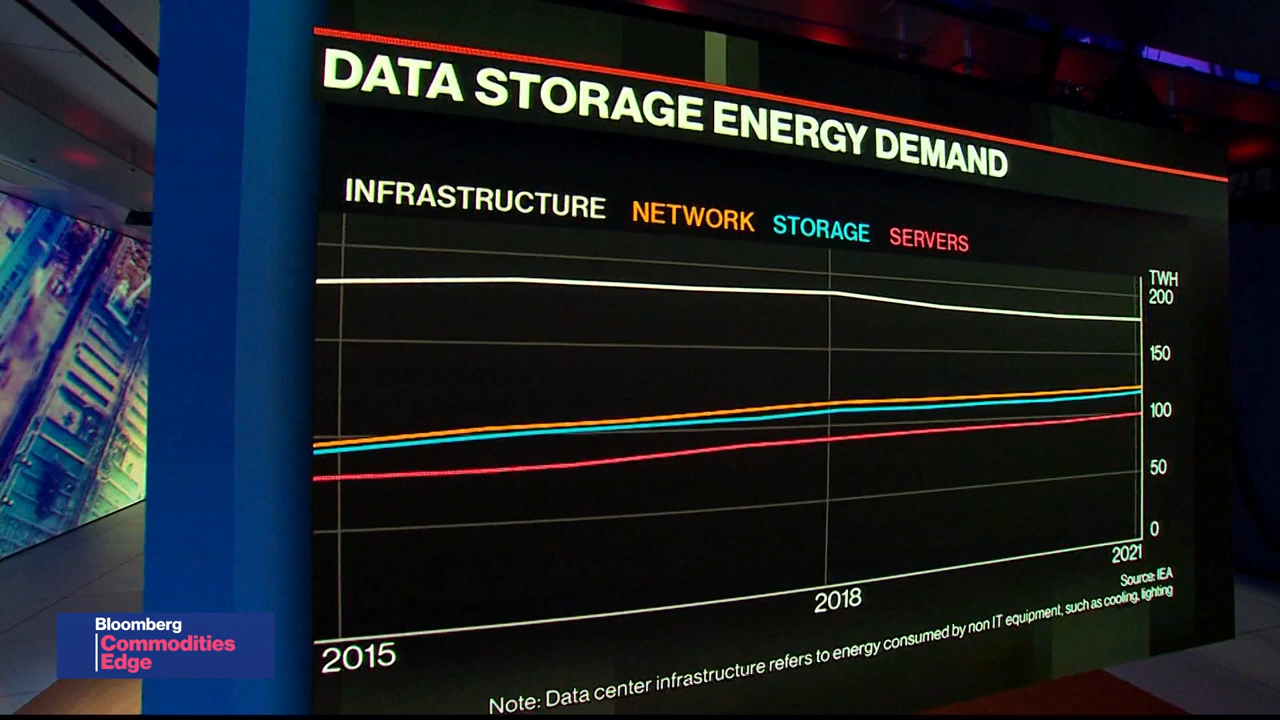 DATA STORAGE ENERGY DEMAND
INFRASTRUCTURE NETWORK STORAGE SERVERS
TWH
200
150
100
50
0
2015 2018 2021
Source: IEA
Note: Data center infrastructure refers to energy consumed by non IT equipment, such as cooling, lighting
Bloomberg
Commodities
Edge